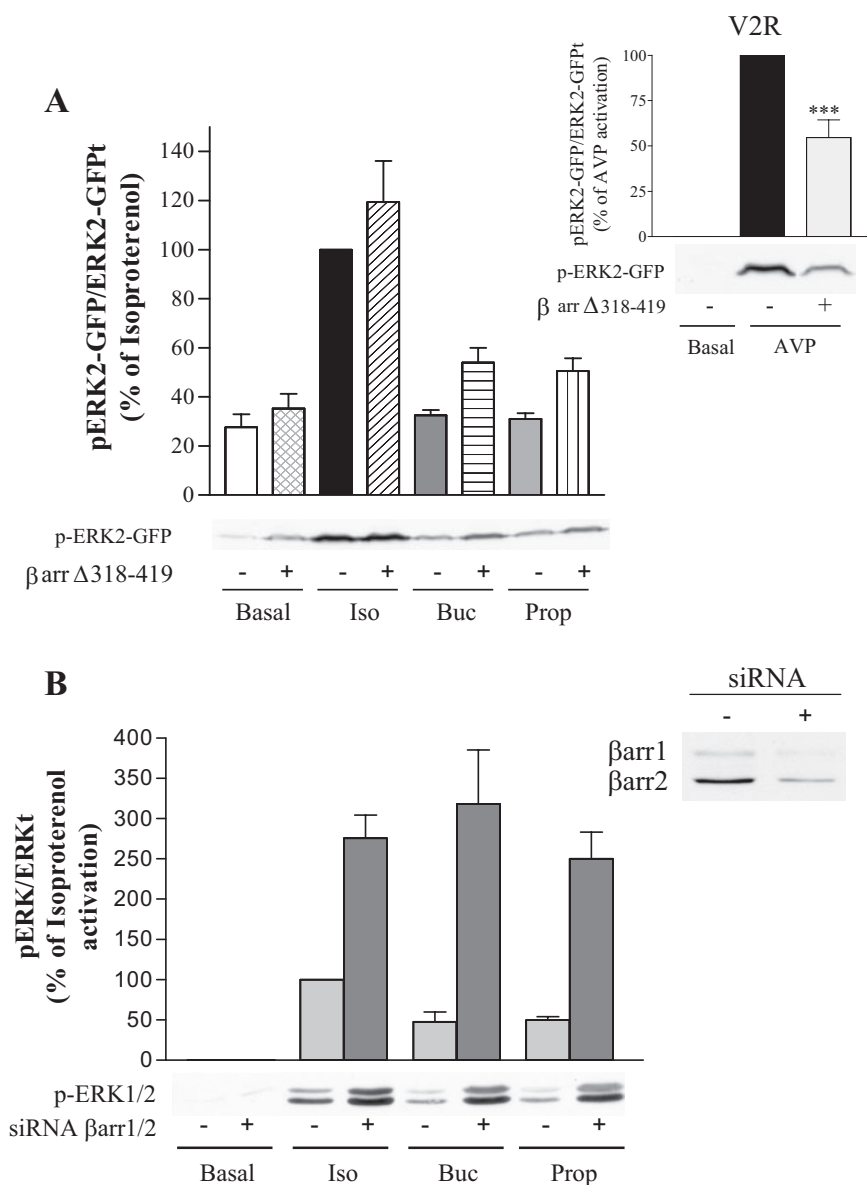 A
pERK2-GFP/ERK2-GFPt
(% of Isoproterenol)
140
120
100
80
60
40
20
0
p-ERK2-GFP
β arr Δ318-419
- + - + - + - +
Basal Iso Buc Prop
V2R
pERK2-GFP/ERK2-GFPt
(% of AVP activation)
100
75
50
25
0
***
p-ERK2-GFP
β arr Δ318-419
- - +
Basal AVP
B
pERK/ERKt
(% of Isoproterenol
activation)
400
350
300
250
200
150
100
50
0
p-ERK1/2
siRNA βarr1/2
- + - + - + - +
Basal Iso Buc Prop
siRNA
- +
βarr1
βarr2